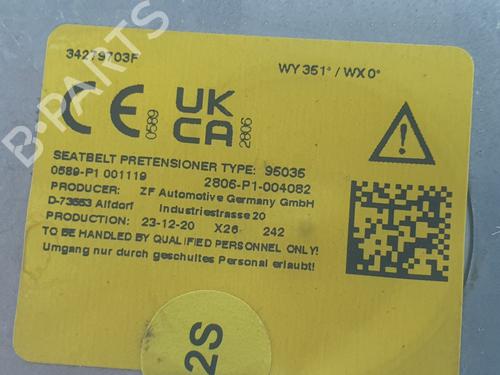 34279703F
WY 351° / WX 0°
CE 0589
UK
CA 2806
SEATBELT PRETENSIONER TYPE: 95035
0589-P1 001119 2806-P1-004082
PRODUCER: ZF Automotive Germany GmbH
D-73553 Alfdorf Industriestrasse 20
PRODUCTION: 23-12-20 X26 242
TO BE HANDLED BY QUALIFIED PERSONNEL ONLY!
Umgang nur durch geschultes Personal erlaubt!
2S
B-PARTS